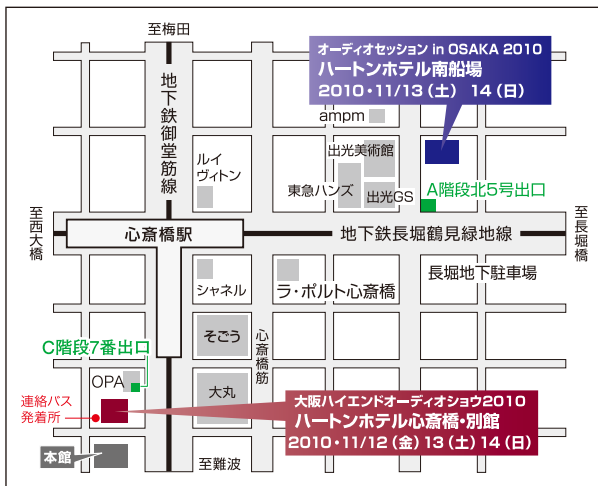 至梅田
オーディオセッション in OSAKA 2010
ハートンホテル南船場
2010・11/13（土） 14（日）
地下鉄御堂筋線
ampm
ルイ
ヴィトン
出光美術館
東急ハンズ
出光GS
A階段北5号出口
至西大橋
心斎橋駅
地下鉄長堀鶴見緑地線
至長堀橋
シャネル
ラ・ポルト心斎橋
長堀地下駐車場
そごう
心斎橋筋
C階段7番出口
OPA
大丸
連絡バス
発着所
大阪ハイエンドオーディオショウ2010
ハートンホテル心斎橋・別館
2010・11/12（金）13（土）14（日）
本館
至難波